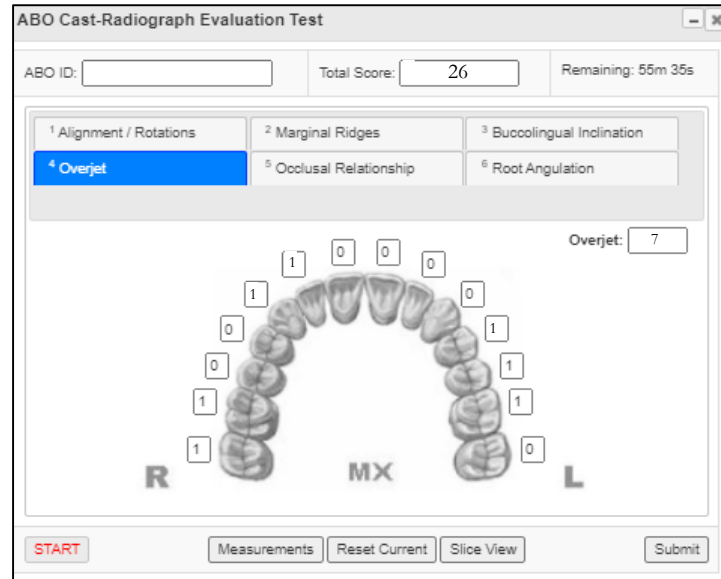 ABO Cast-Radiograph Evaluation Test
ABO ID: Total Score: 26 Remaining: 55m 35s
1 Alignment / Rotations 2 Marginal Ridges 3 Buccolingual Inclination
4 Overjet 5 Occlusal Relationship 6 Root Angulation
Overjet: 7
1 0 0 0
1 0
0 1
0 1
1 1
1 0
R MX L
START Measurements Reset Current Slice View Submit